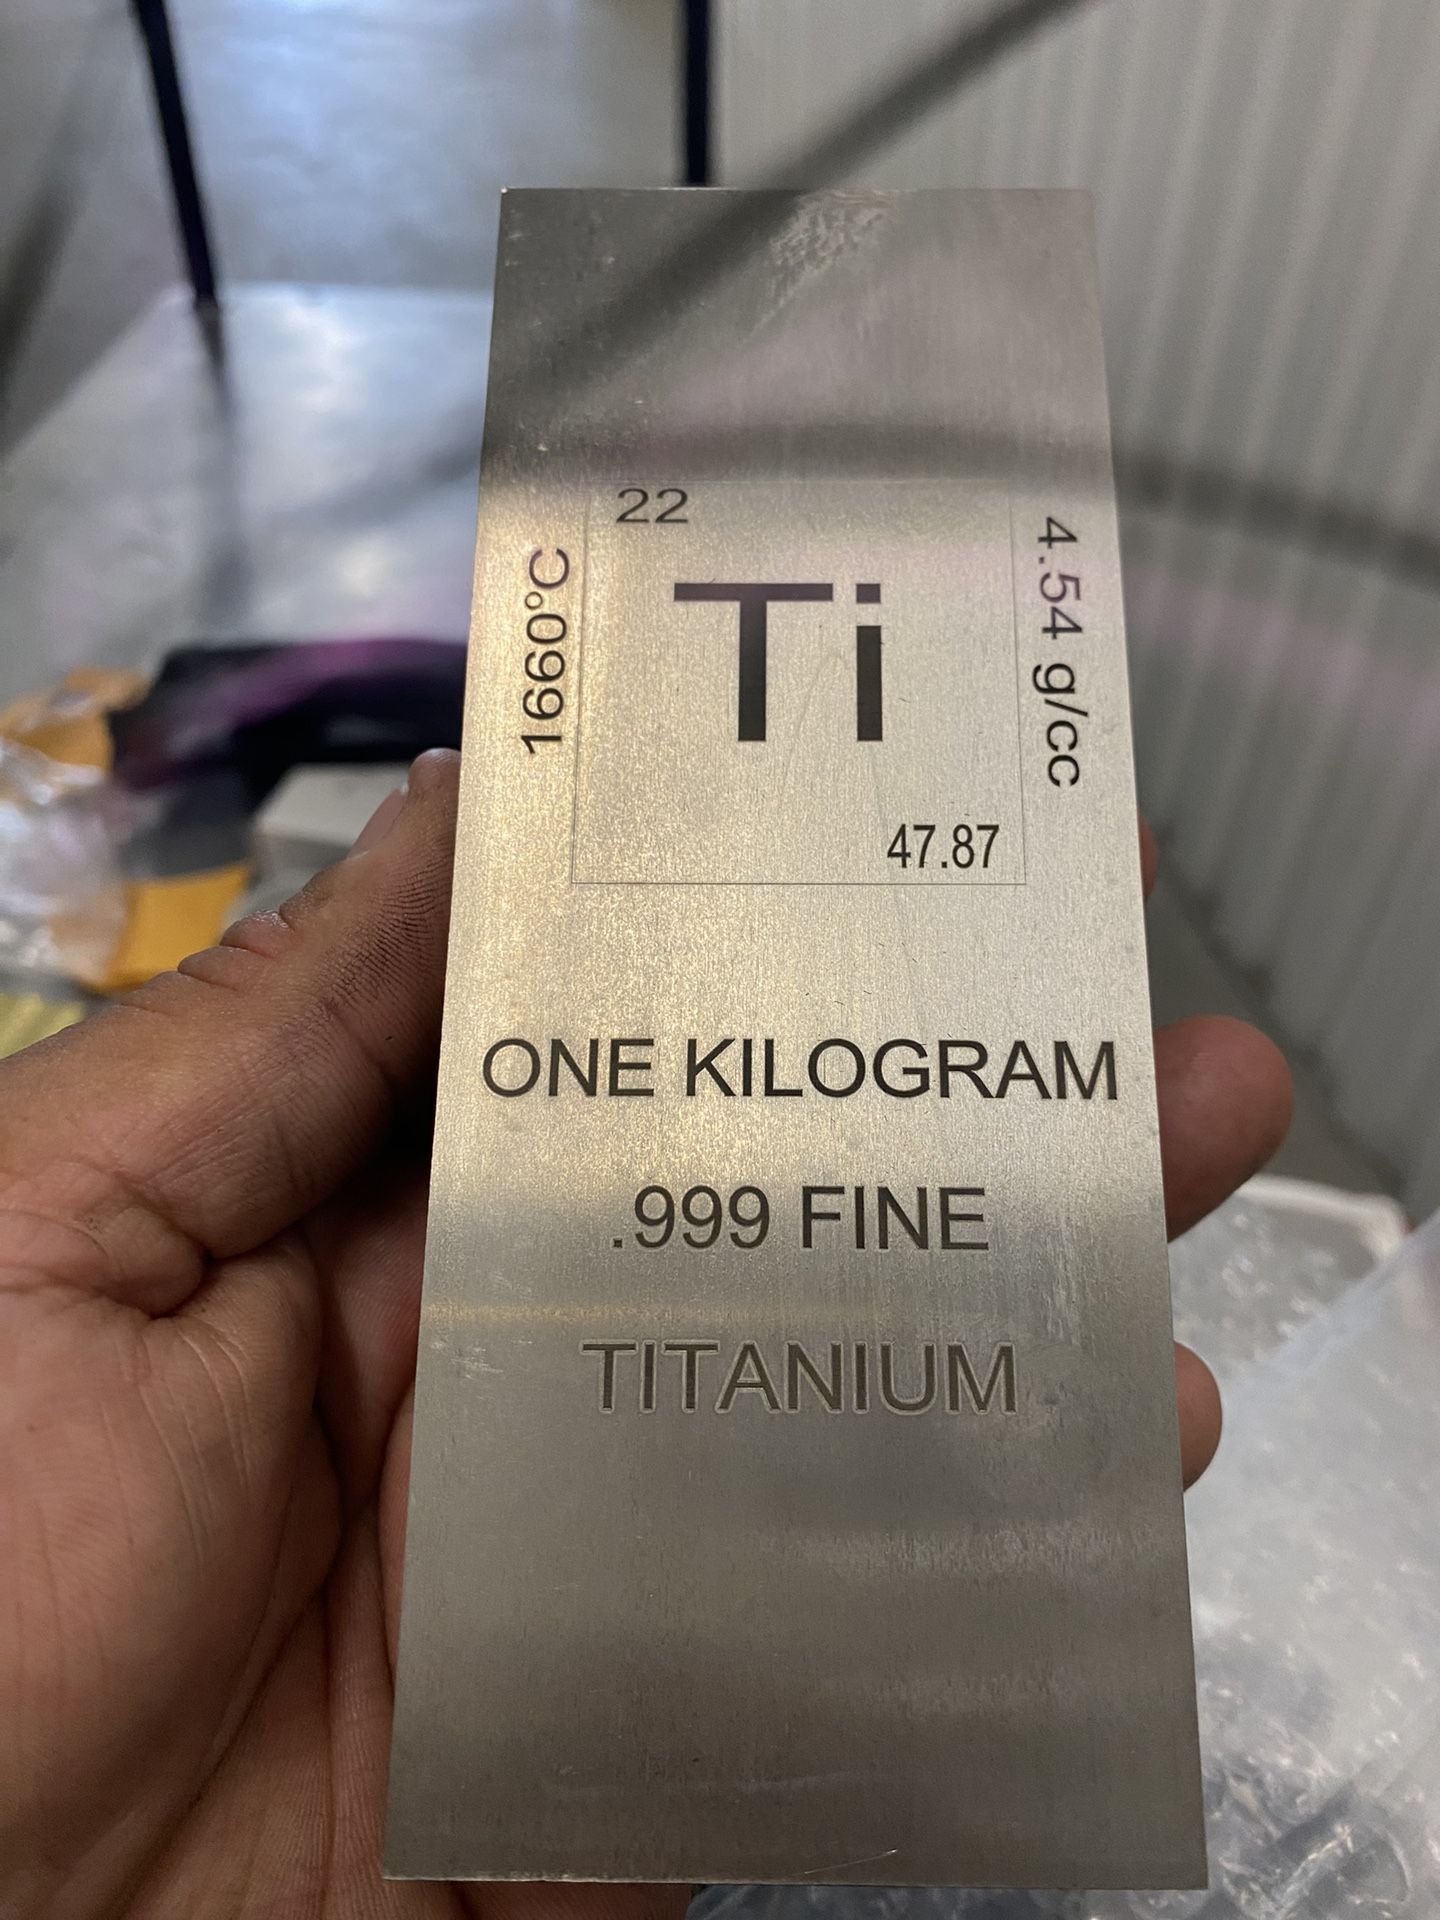 22
1660°C
Ti
4.54 g/cc
47.87
ONE KILOGRAM
.999 FINE
TITANIUM